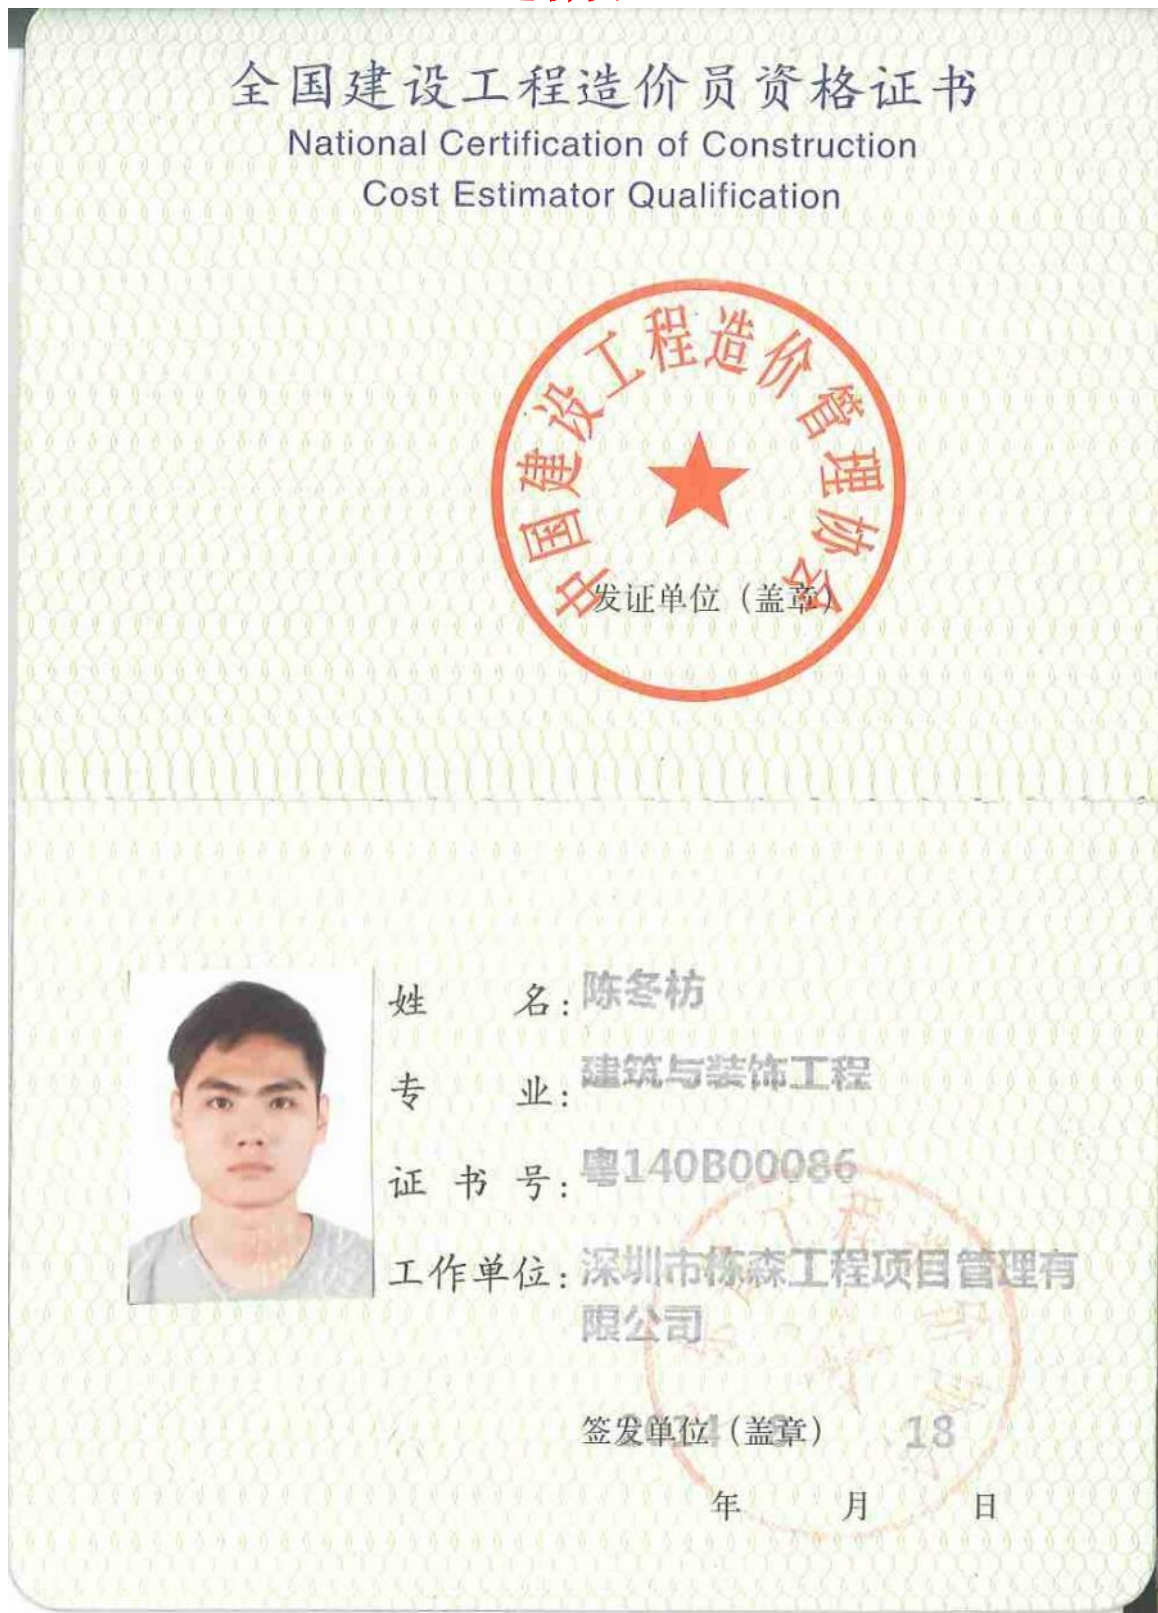 全国建设工程造价员资格证书
National Certification of Construction
Cost Estimator Qualification
中国建设工程造价管理协会
发证单位（盖章）
姓 名：陈冬枋
专 业：建筑与装饰工程
证 书 号：粤140B00086
工作单位：深圳市栋森工程项目管理有
限公司
签发单位（盖章）
2014 18
年 月 日